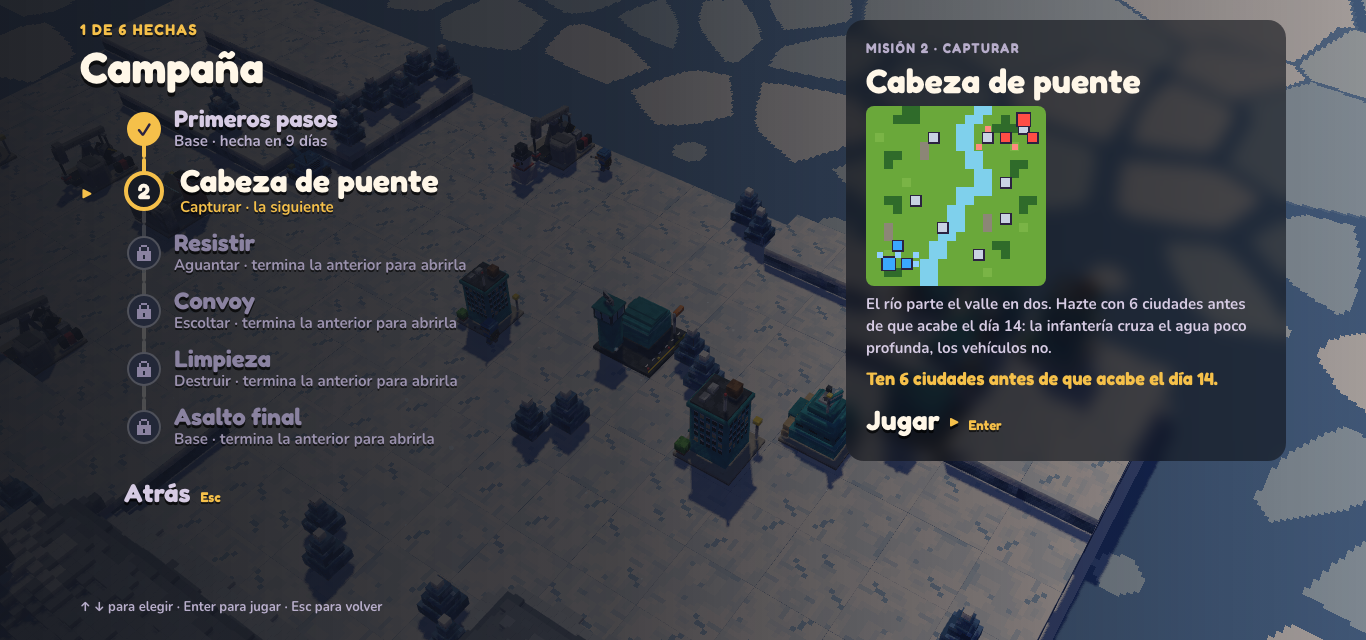 1 DE 6 HECHAS
Campaña
Primeros pasos
Base · hecha en 9 días
2
Cabeza de puente
Capturar · la siguiente
Resistir
Aguantar · termina la anterior para abrirla
Convoy
Escoltar · termina la anterior para abrirla
Limpieza
Destruir · termina la anterior para abrirla
Asalto final
Base · termina la anterior para abrirla
Atrás Esc
↑ ↓ para elegir · Enter para jugar · Esc para volver
MISIÓN 2 · CAPTURAR
Cabeza de puente
El río parte el valle en dos. Hazte con 6 ciudades antes
de que acabe el día 14: la infantería cruza el agua poco
profunda, los vehículos no.
Ten 6 ciudades antes de que acabe el día 14.
Jugar ▸ Enter